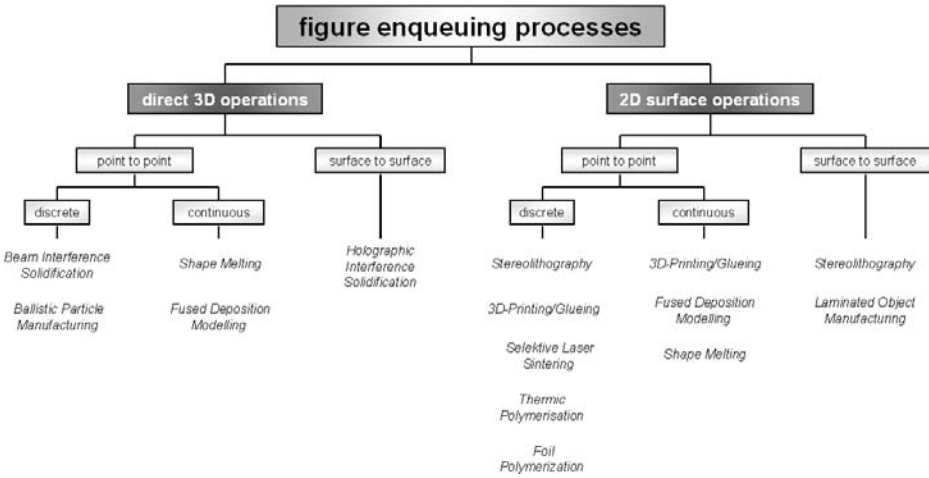 figure enqueuing processes
direct 3D operations
2D surface operations
point to point
surface to surface
point to point
surface to surface
discrete
continuous
discrete
continuous
Beam Interference
Solidification
Ballistic Particle
Manufacturing
Shape Melting
Fused Deposition
Modelling
Holographic
Interference
Solidification
Stereolithography
3D-Printing/Glueing
Selektive Laser
Sintering
Thermic
Polymerisation
Foil
Polymerization
3D-Printing/Glueing
Fused Deposition
Modelling
Shape Melting
Stereolithography
Laminated Object
Manufacturing